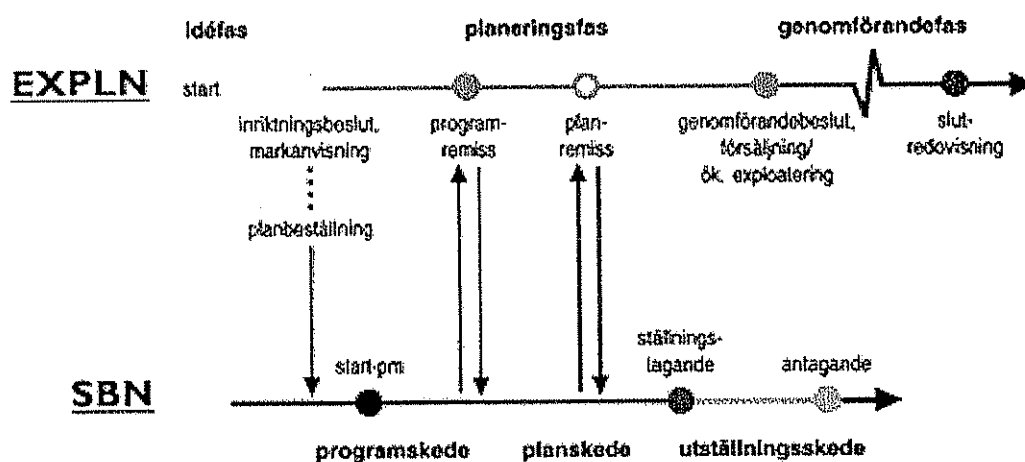 idéfas planeringsfas genomförandefas
EXPLN start
inriktningsbeslut,
markanvisning
program-
remiss
plan-
remiss
genomförandebeslut,
försäljning/
ök. exploatering
slut-
redovisning
planbeställning
ställnings-
tagande
start-pm
antagande
SBN
programskede planskede utställningsskede